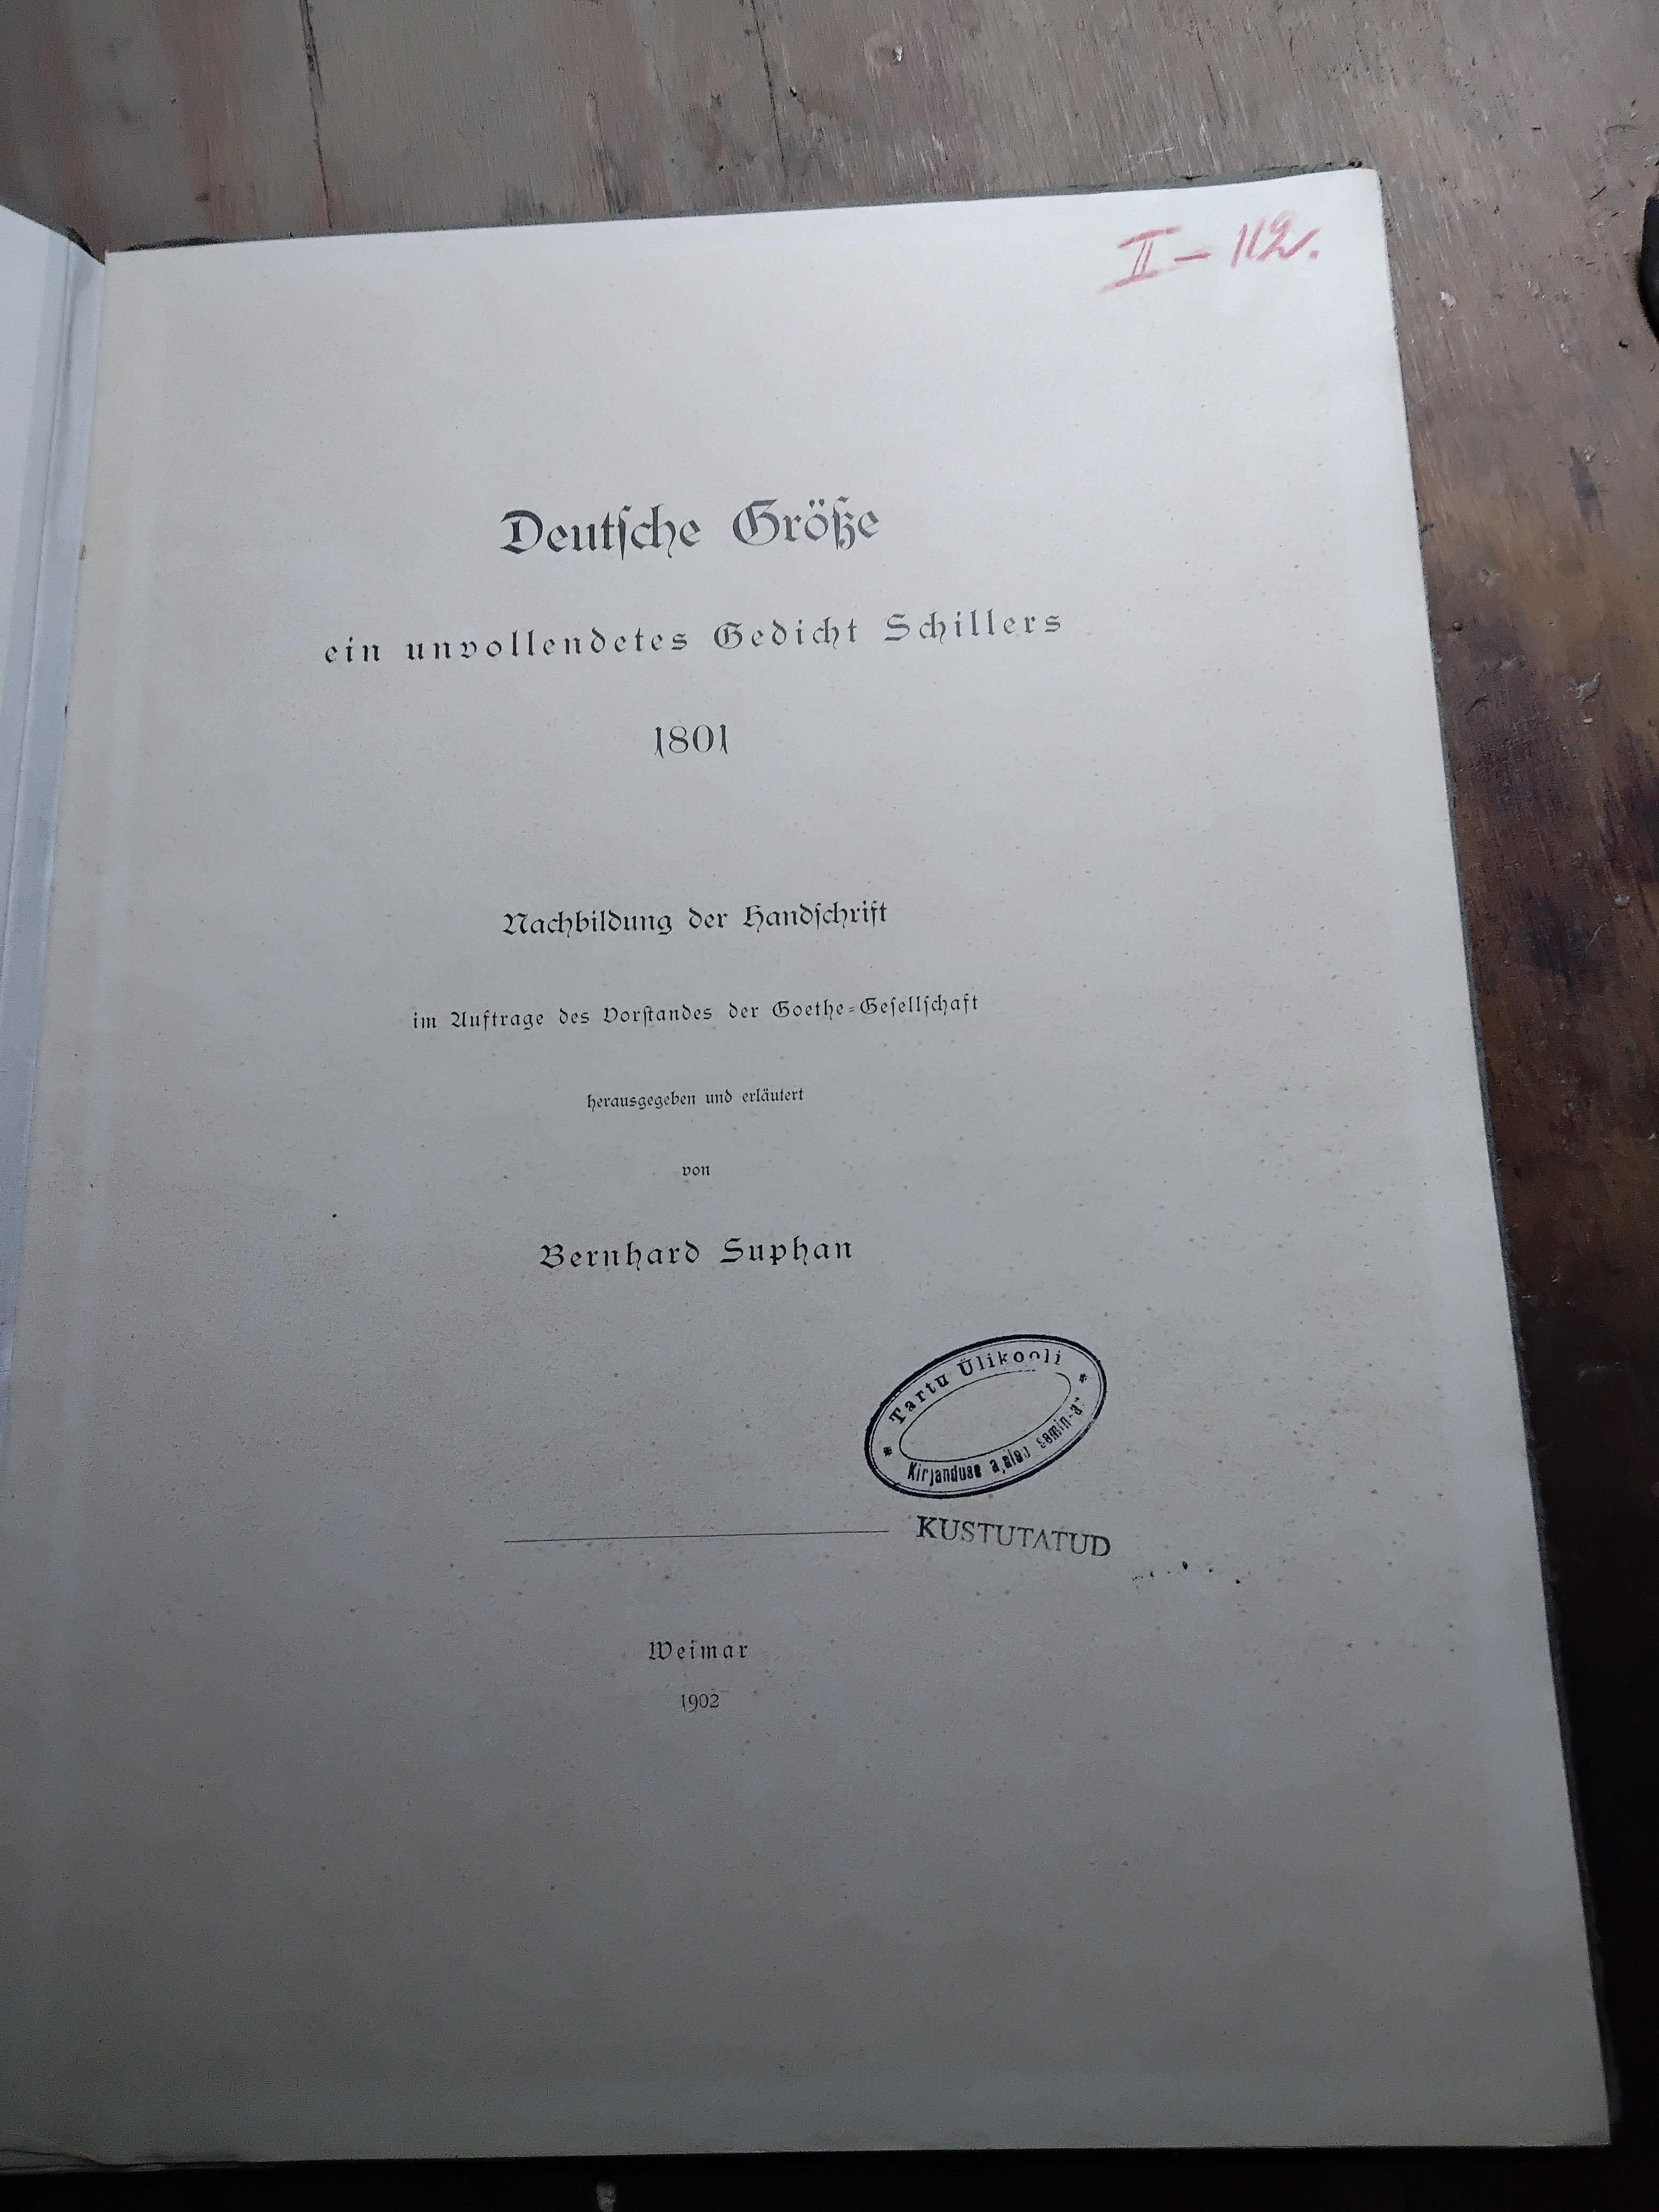 II – 112.
Deutſche Größe
ein unvollendetes Gedicht Schillers
1801
Nachbildung der Handſchrift
im Auftrage des Vorſtandes der Goethe=Geſellſchaft
herausgegeben und erläutert
von
Bernhard Suphan
* Tartu Ülikooli *
Kirjanduse
KUSTUTATUD
Weimar
1902